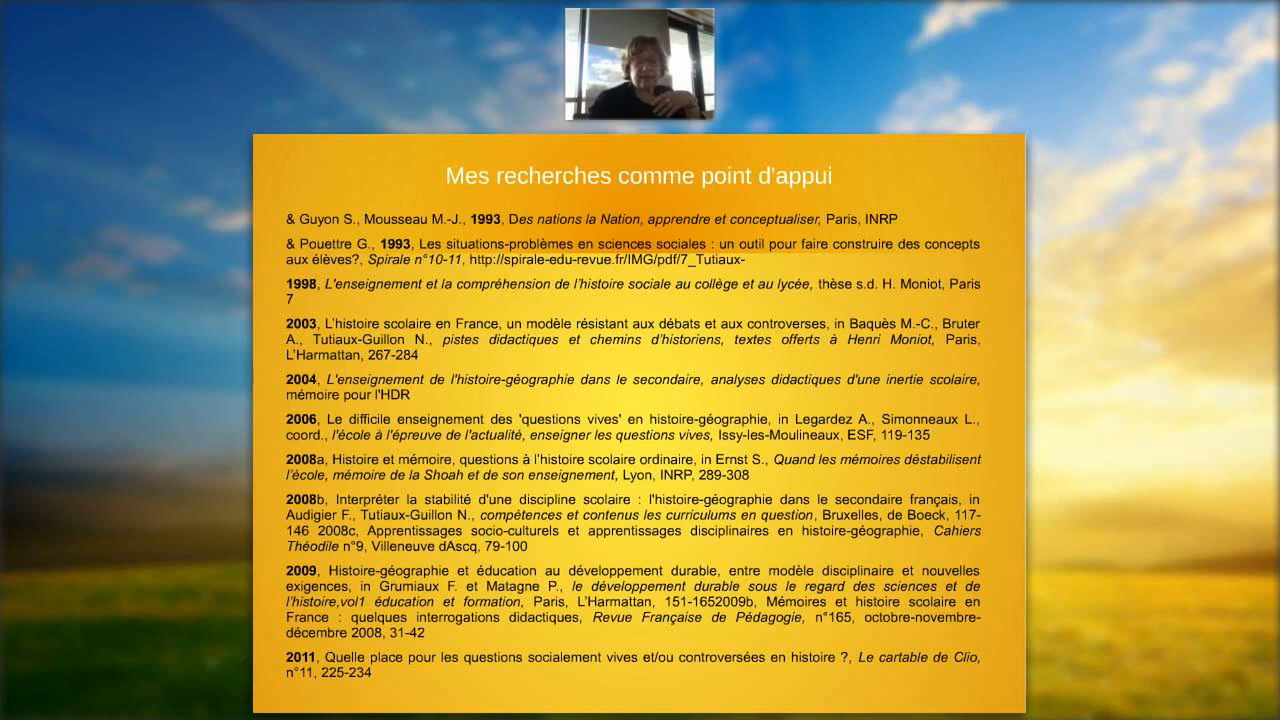 Mes recherches comme point d'appui
& Guyon S., Mousseau M.-J., 1993, Des nations la Nation, apprendre et conceptualiser, Paris, INRP
& Pouettre G., 1993, Les situations-problèmes en sciences sociales : un outil pour faire construire des concepts
aux élèves?, Spirale n°10-11, http://spirale-edu-revue.fr/IMG/pdf/7_Tutiaux-
1998, L'enseignement et la compréhension de l'histoire sociale au collège et au lycée, thèse s.d. H. Moniot, Paris
7
2003, L'histoire scolaire en France, un modèle résistant aux débats et aux controverses, in Baquès M.-C., Bruter
A., Tutiaux-Guillon N., pistes didactiques et chemins d'historiens, textes offerts à Henri Moniot, Paris,
L'Harmattan, 267-284
2004, L'enseignement de l'histoire-géographie dans le secondaire, analyses didactiques d'une inertie scolaire,
mémoire pour l'HDR
2006, Le difficile enseignement des 'questions vives' en histoire-géographie, in Legardez A., Simonneaux L.,
coord., l'école à l'épreuve de l'actualité, enseigner les questions vives, Issy-les-Moulineaux, ESF, 119-135
2008a, Histoire et mémoire, questions à l'histoire scolaire ordinaire, in Ernst S., Quand les mémoires déstabilisent
l'école, mémoire de la Shoah et de son enseignement, Lyon, INRP, 289-308
2008b, Interpréter la stabilité d'une discipline scolaire : l'histoire-géographie dans le secondaire français, in
Audigier F., Tutiaux-Guillon N., compétences et contenus les curriculums en question, Bruxelles, de Boeck, 117-
146 2008c, Apprentissages socio-culturels et apprentissages disciplinaires en histoire-géographie, Cahiers
Théodile n°9, Villeneuve dAscq, 79-100
2009, Histoire-géographie et éducation au développement durable, entre modèle disciplinaire et nouvelles
exigences, in Grumiaux F. et Matagne P., le développement durable sous le regard des sciences et de
l'histoire,vol1 éducation et formation, Paris, L'Harmattan, 151-1652009b, Mémoires et histoire scolaire en
France : quelques interrogations didactiques, Revue Française de Pédagogie, n°165, octobre-novembre-
décembre 2008, 31-42
2011, Quelle place pour les questions socialement vives et/ou controversées en histoire ?, Le cartable de Clio,
n°11, 225-234